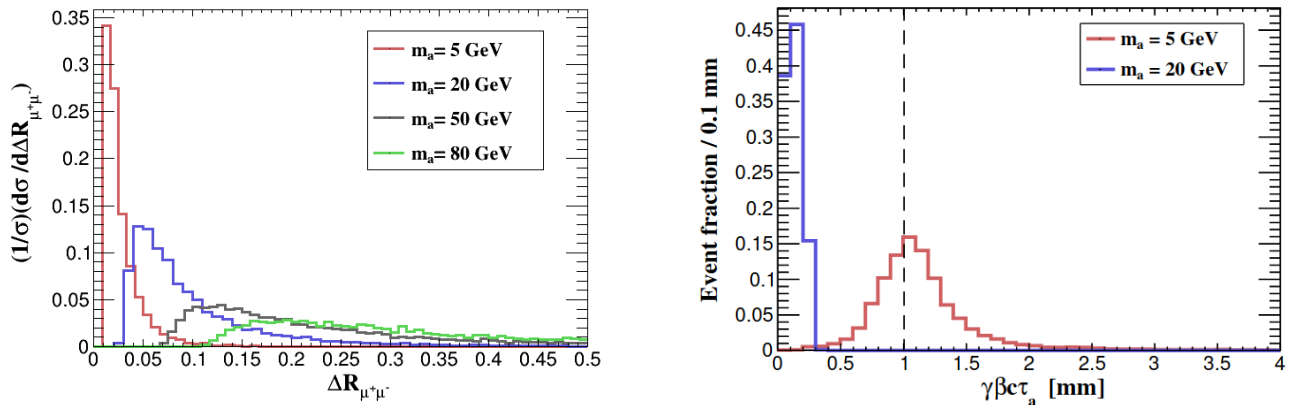 (1/σ)(dσ/dΔR_μ⁺μ⁻)
0.35
0.3
0.25
0.2
0.15
0.1
0.05
0
m_a= 5 GeV
m_a= 20 GeV
m_a= 50 GeV
m_a= 80 GeV
0 0.05 0.1 0.15 0.2 0.25 0.3 0.35 0.4 0.45 0.5
ΔR_μ⁺μ⁻
Event fraction / 0.1 mm
0.45
0.4
0.35
0.3
0.25
0.2
0.15
0.1
0.05
0
m_a = 5 GeV
m_a = 20 GeV
0 0.5 1 1.5 2 2.5 3 3.5 4
γβcτ_a [mm]